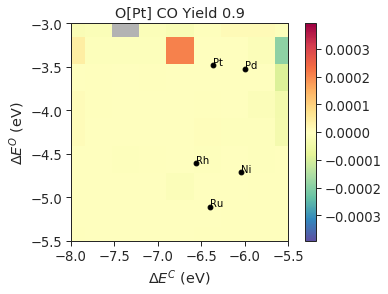 O[Pt] CO Yield 0.9
−3.0
−3.5
−4.0
−4.5
−5.0
−5.5
ΔE^O (eV)
Pt
Pd
Rh
Ni
Ru
−8.0 −7.5 −7.0 −6.5 −6.0 −5.5
ΔE^C (eV)
0.0003
0.0002
0.0001
0.0000
−0.0001
−0.0002
−0.0003